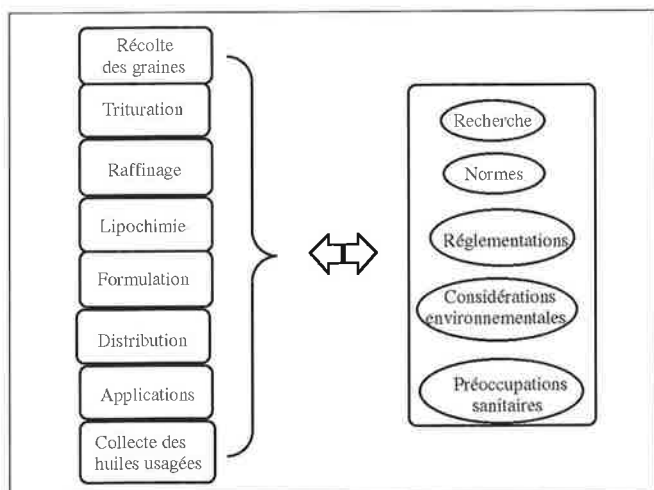 Récolte
des graines
Trituration
Raffinage
Lipochimie
Formulation
Distribution
Applications
Collecte des
huiles usagées
Recherche
Normes
Réglementations
Considérations
environnementales
Préoccupations
sanitaires